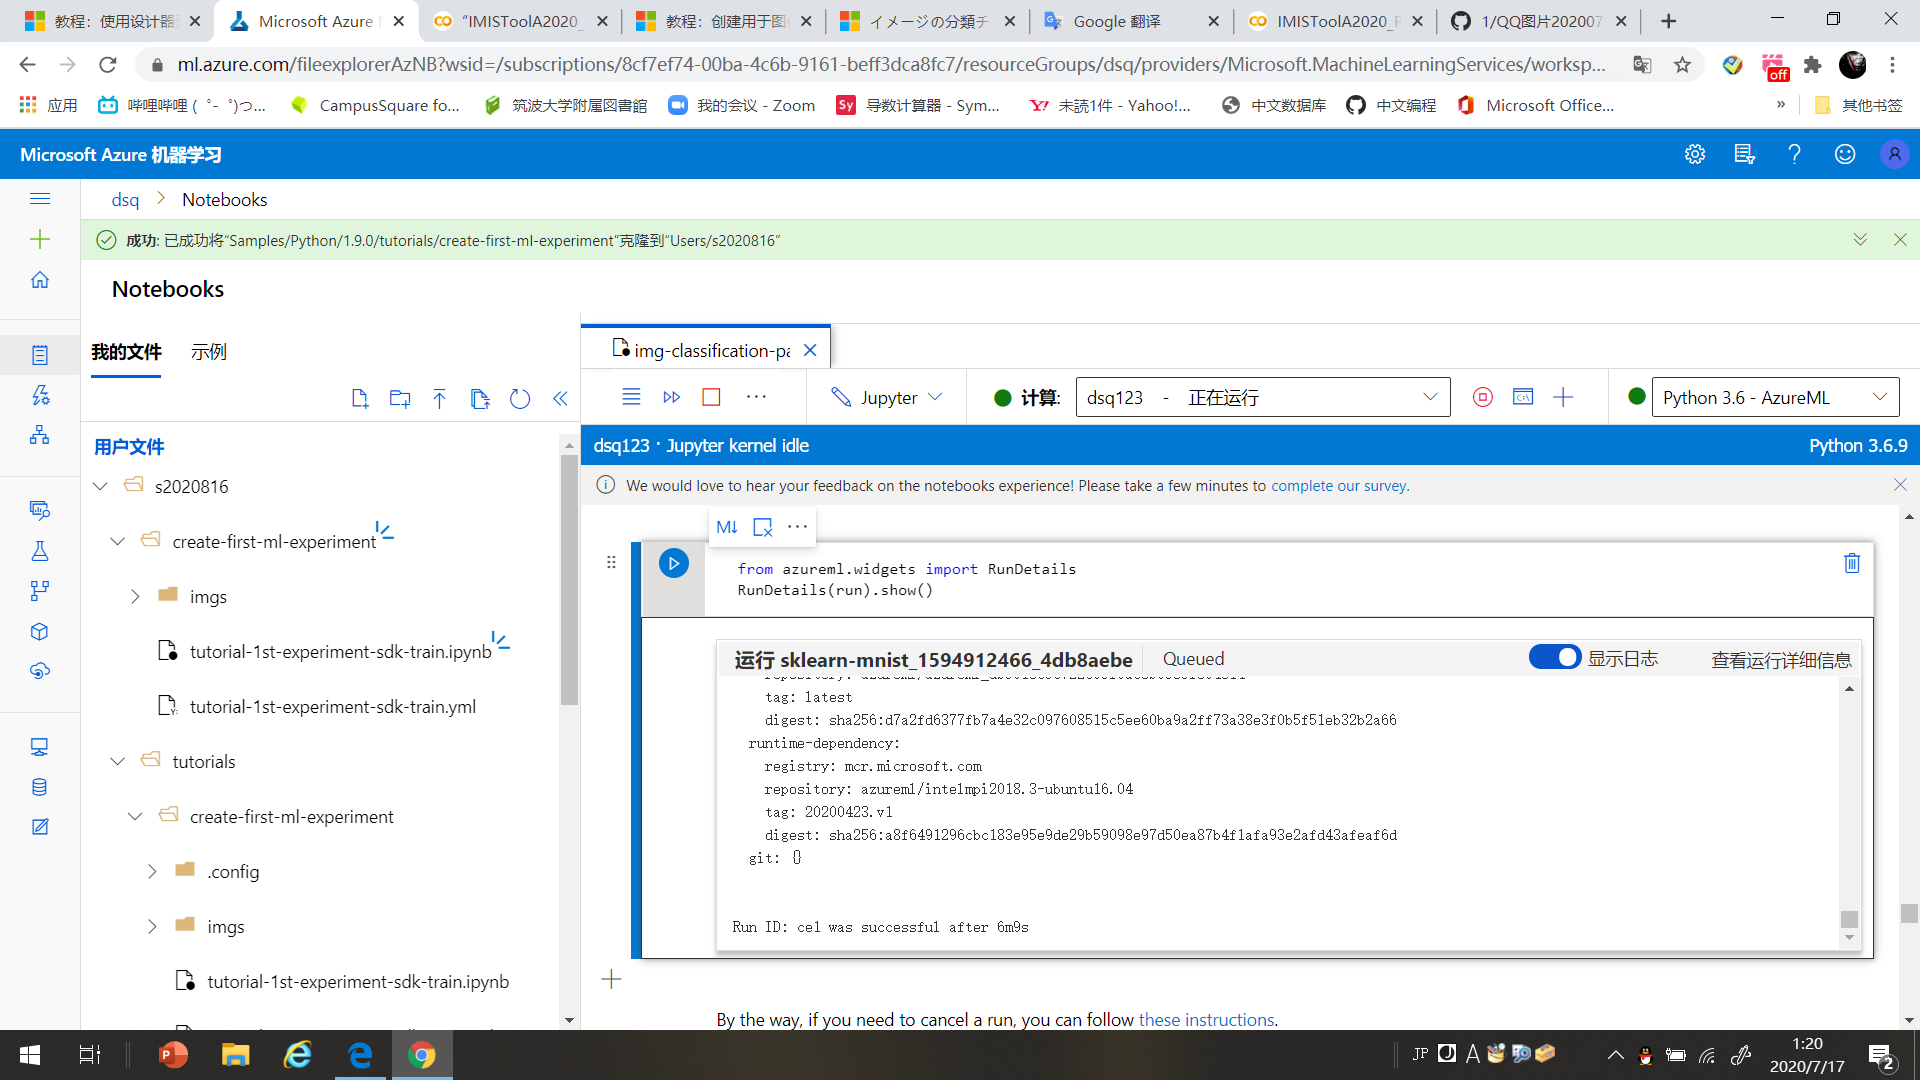 教程：使用设计器
Microsoft Azure
"IMISToolA2020_
教程：创建用于图
イメージの分類チ
Google 翻译
IMISToolA2020_
1/QQ图片202007
ml.azure.com/fileexplorerAzNB?wsid=/subscriptions/8cf7ef74-00ba-4c6b-9161-beff3dca8fc7/resourceGroups/dsq/providers/Microsoft.MachineLearningServices/worksp...
off
应用
哔哩哔哩 ( ゜- ゜)つ...
CampusSquare fo...
筑波大学附属図書館
我的会议 - Zoom
Sy
导数计算器 - Sym...
未読1件 - Yahoo!...
中文数据库
中文编程
Microsoft Office...
»
其他书签
Microsoft Azure 机器学习
dsq > Notebooks
成功: 已成功将"Samples/Python/1.9.0/tutorials/create-first-ml-experiment"克隆到"Users/s2020816"
Notebooks
我的文件 示例
img-classification-pa
Jupyter
计算:
dsq123 - 正在运行
Python 3.6 - AzureML
dsq123 · Jupyter kernel idle
Python 3.6.9
We would love to hear your feedback on the notebooks experience! Please take a few minutes to complete our survey.
用户文件
s2020816
create-first-ml-experiment
imgs
tutorial-1st-experiment-sdk-train.ipynb
tutorial-1st-experiment-sdk-train.yml
tutorials
create-first-ml-experiment
.config
imgs
tutorial-1st-experiment-sdk-train.ipynb
M↓
from azureml.widgets import RunDetails
RunDetails(run).show()
运行 sklearn-mnist_1594912466_4db8aebe
Queued
显示日志
查看运行详细信息
tag: latest
digest: sha256:d7a2fd6377fb7a4e32c097608515c5ee60ba9a2ff73a38e3f0b5f51eb32b2a66
runtime-dependency:
registry: mcr.microsoft.com
repository: azureml/intelmpi2018.3-ubuntu16.04
tag: 20200423.v1
digest: sha256:a8f6491296cbc183e95e9de29b59098e97d50ea87b4f1afa93e2afd43afeaf6d
git: {}
Run ID: ce1 was successful after 6m9s
By the way, if you need to cancel a run, you can follow these instructions.
JP
A
1:20
2020/7/17
2